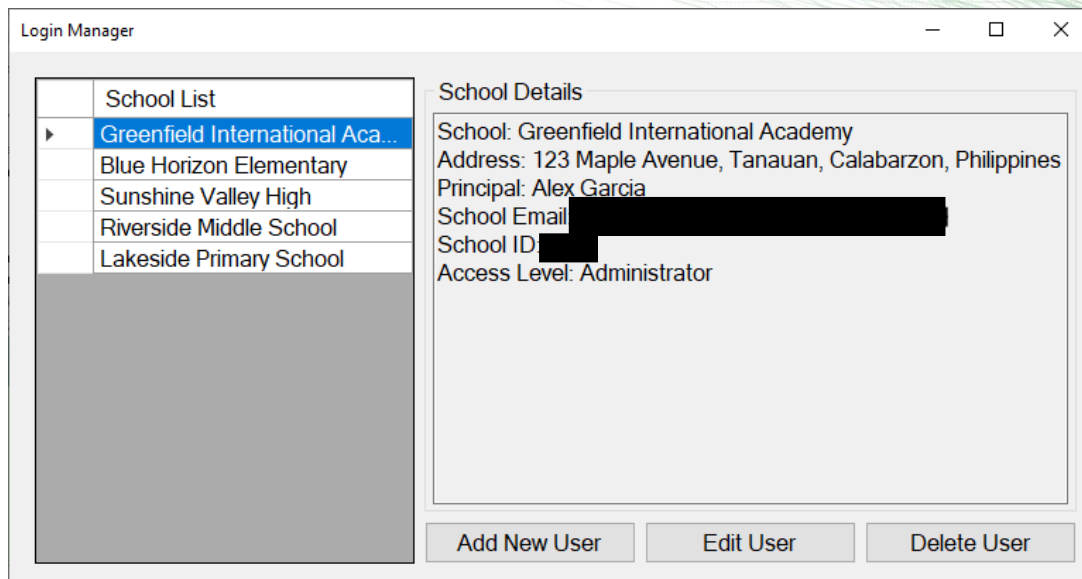 Login Manager
School List
Greenfield International Aca...
Blue Horizon Elementary
Sunshine Valley High
Riverside Middle School
Lakeside Primary School
School Details
School: Greenfield International Academy
Address: 123 Maple Avenue, Tanauan, Calabarzon, Philippines
Principal: Alex Garcia
School Email:
School ID:
Access Level: Administrator
Add New User
Edit User
Delete User